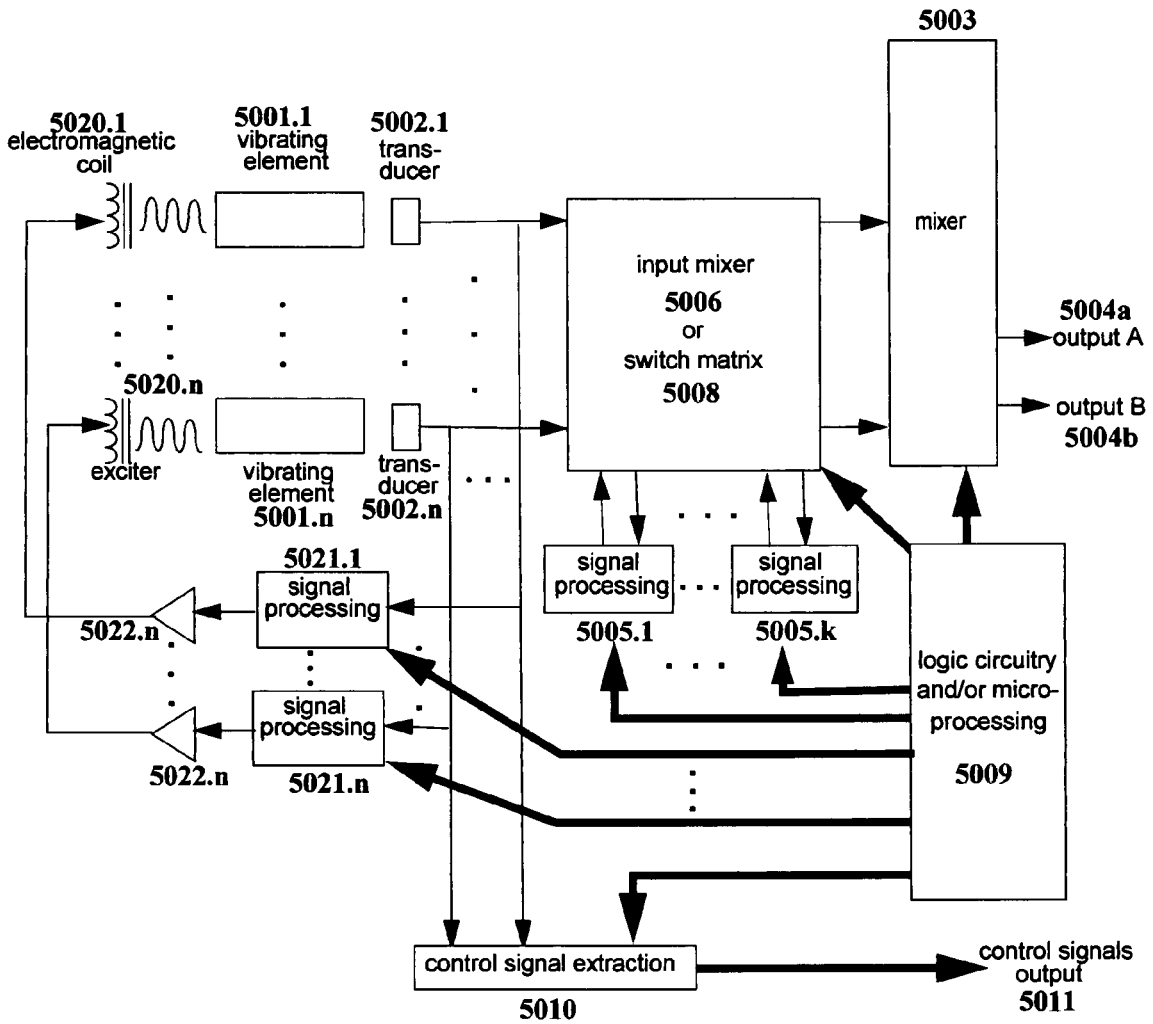 5003
5020.1
electromagnetic
coil
5001.1
vibrating
element
5002.1
trans-
ducer
mixer
input mixer
5006
or
switch matrix
5008
5004a
output A
output B
5004b
5020.n
exciter
vibrating
element
5001.n
trans-
ducer
5002.n
signal
processing
5005.1
signal
processing
5005.k
5021.1
signal
processing
5022.n
signal
processing
5022.n
5021.n
logic circuitry
and/or micro-
processing
5009
control signal extraction
5010
control signals
output
5011